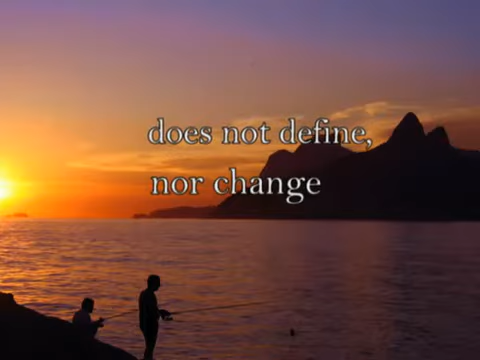 does not define,
nor change